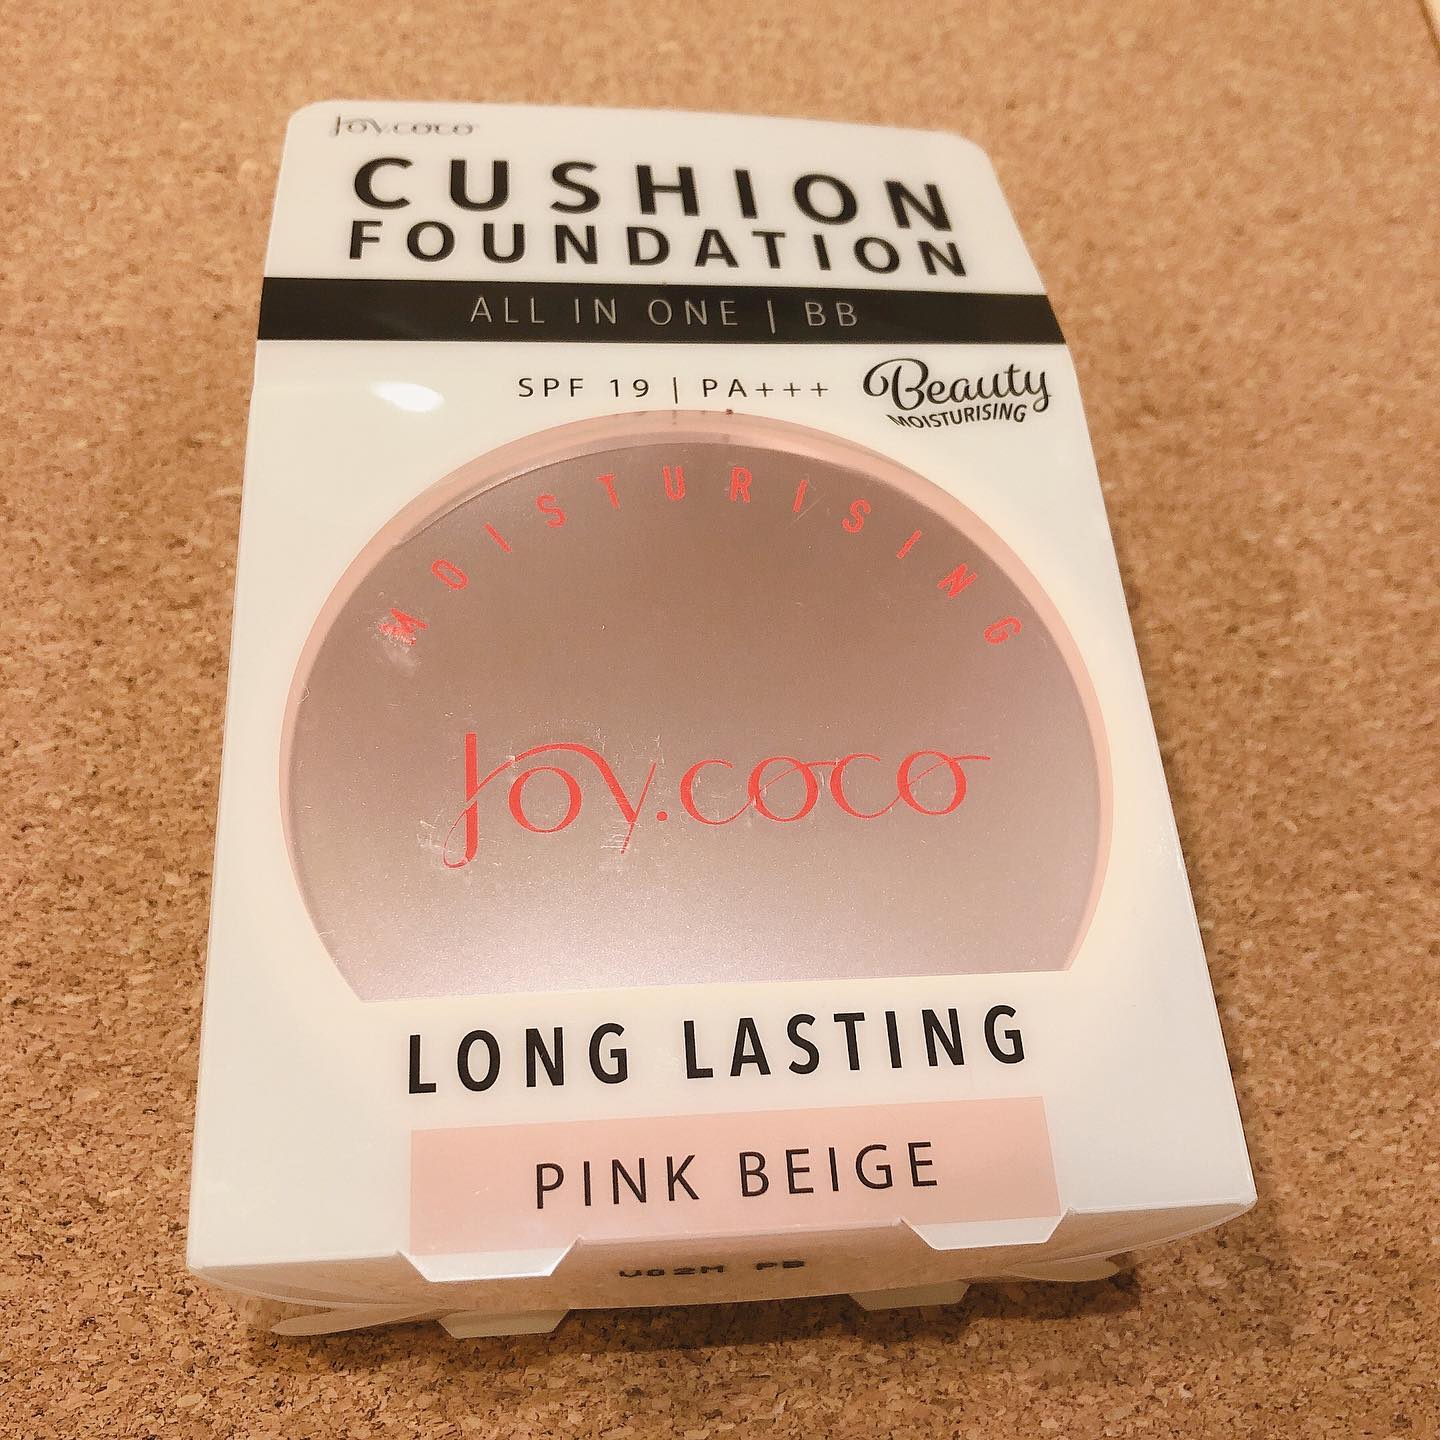 Joy.coco
CUSHION
FOUNDATION
ALL IN ONE | BB
SPF 19 | PA+++
Beauty
MOISTURISING
MOISTURISING
Joy.coco
LONG LASTING
PINK BEIGE